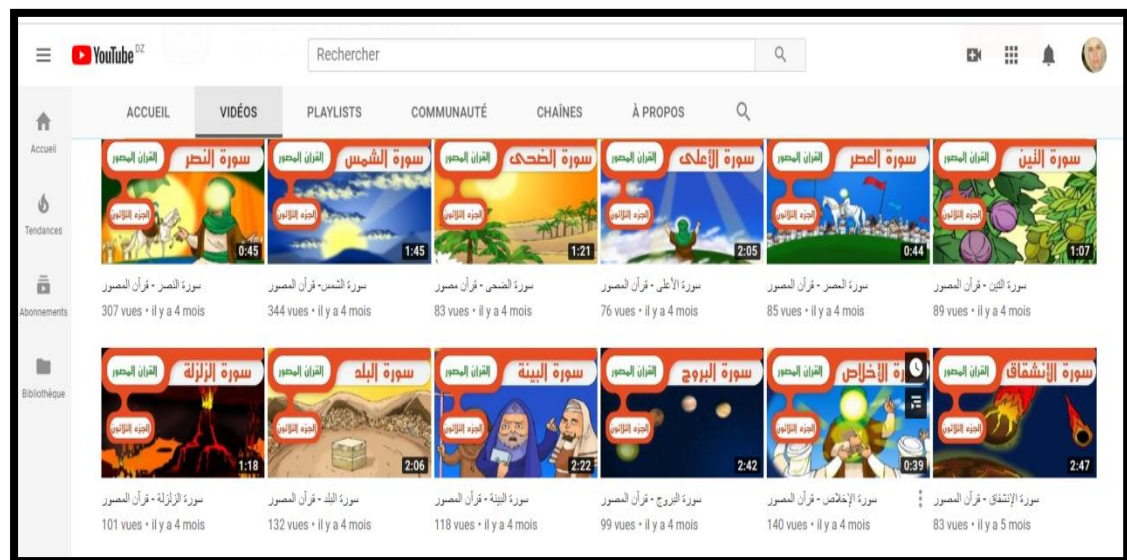 YouTube DZ
Rechercher
ACCUEIL VIDÉOS PLAYLISTS COMMUNAUTÉ CHAÎNES À PROPOS
Accueil
Tendances
Abonnements
Bibliothèque
سورة النصر القرآن المصور
الجزء الثلاثون
0:45
سورة الشمس القرآن المصور
الجزء الثلاثون
1:45
سورة الضحى القرآن المصور
الجزء الثلاثون
1:21
سورة الأعلى القرآن المصور
الجزء الثلاثون
2:05
سورة العصر القرآن المصور
الجزء الثلاثون
0:44
سورة التين القرآن المصور
الجزء الثلاثون
1:07
سورة النصر - قرآن المصور
307 vues • il y a 4 mois
سورة الشمس- قرآن المصور
344 vues • il y a 4 mois
سورة الضحى - قرآن مصور
83 vues • il y a 4 mois
سورة الأعلى - قرآن المصور
76 vues • il y a 4 mois
سورة العصر - قرآن المصور
85 vues • il y a 4 mois
سورة التين - قرآن المصور
89 vues • il y a 4 mois
سورة الزلزلة القرآن المصور
الجزء الثلاثون
1:18
سورة البلد القرآن المصور
الجزء الثلاثون
2:06
سورة البينة القرآن المصور
الجزء الثلاثون
2:22
سورة البروج القرآن المصور
الجزء الثلاثون
2:42
رة الإخلاص القرآن المصور
الجزء الثلاثون
0:39
سورة الإنشقاق القرآن المصور
الجزء الثلاثون
2:47
سورة الزلزلة - قرآن المصور
101 vues • il y a 4 mois
سورة البلد - قرآن المصور
132 vues • il y a 4 mois
سورة البينة - قرآن المصور
118 vues • il y a 4 mois
سورة البروج - قرآن المصور
99 vues • il y a 4 mois
سورة الإخلاص - قرآن المصور
140 vues • il y a 4 mois
سورة الإنشقاق - قرآن المصور
83 vues • il y a 5 mois